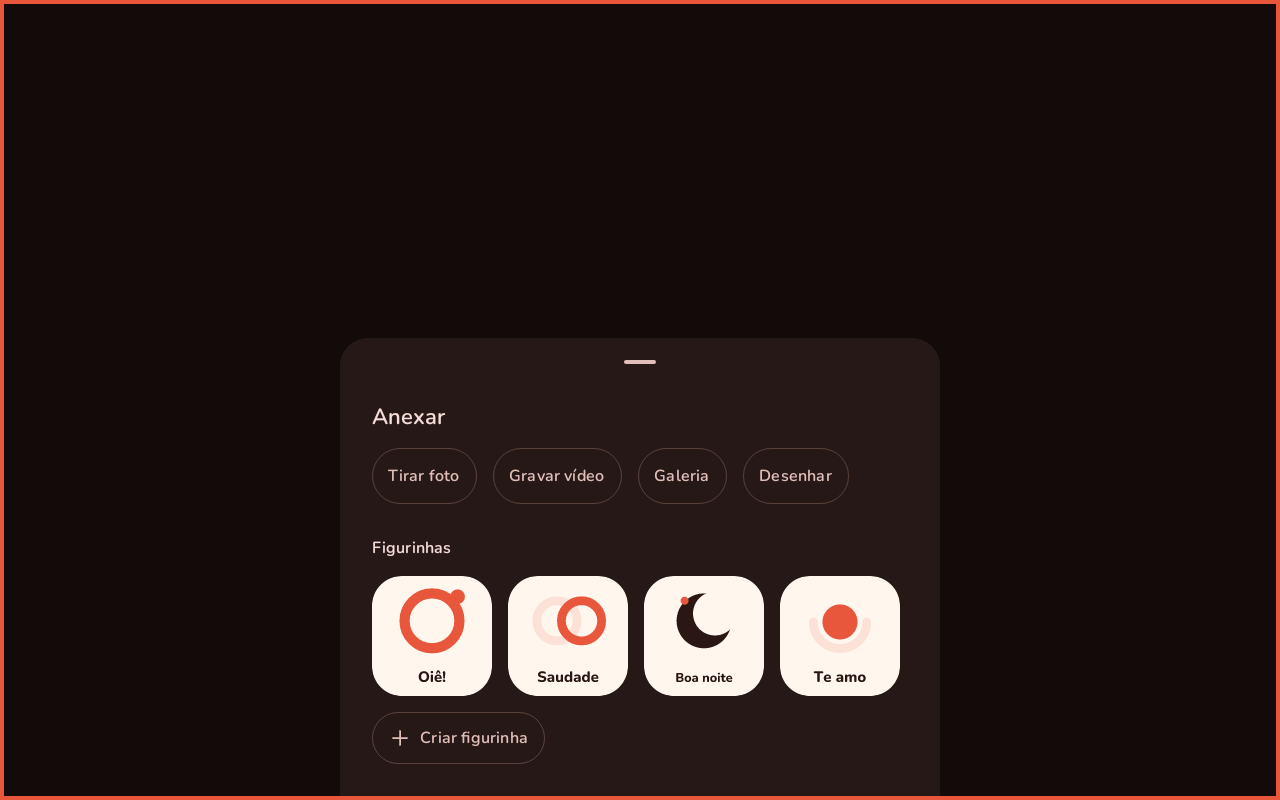 Anexar
Tirar foto
Gravar vídeo
Galeria
Desenhar
Figurinhas
Oiê!
Saudade
Boa noite
Te amo
Criar figurinha